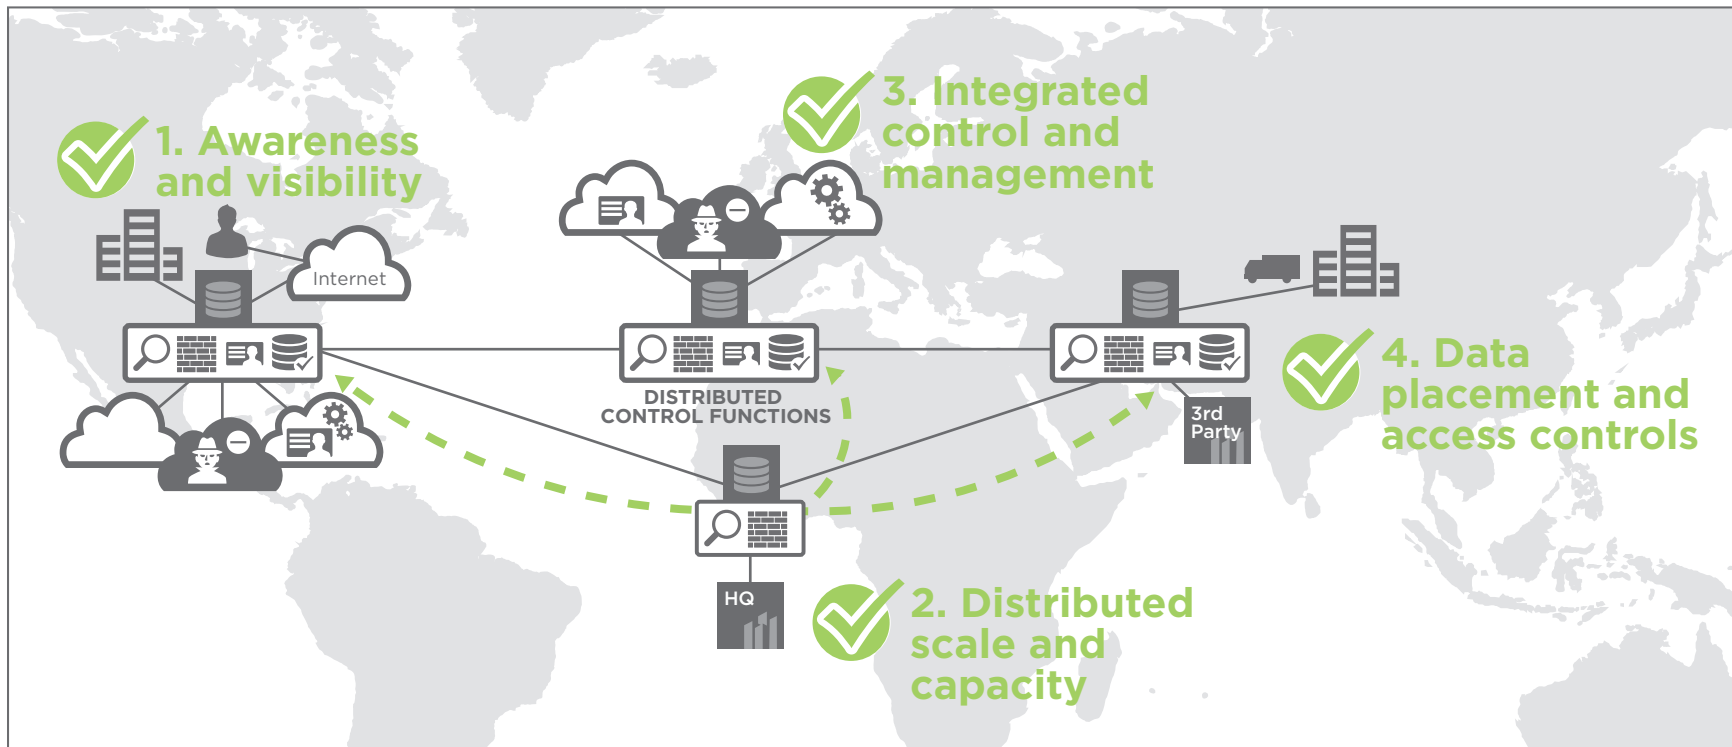 1. Awareness
and visibility
Internet
3. Integrated
control and
management
DISTRIBUTED
CONTROL FUNCTIONS
4. Data
placement and
access controls
3rd
Party
HQ
2. Distributed
scale and
capacity